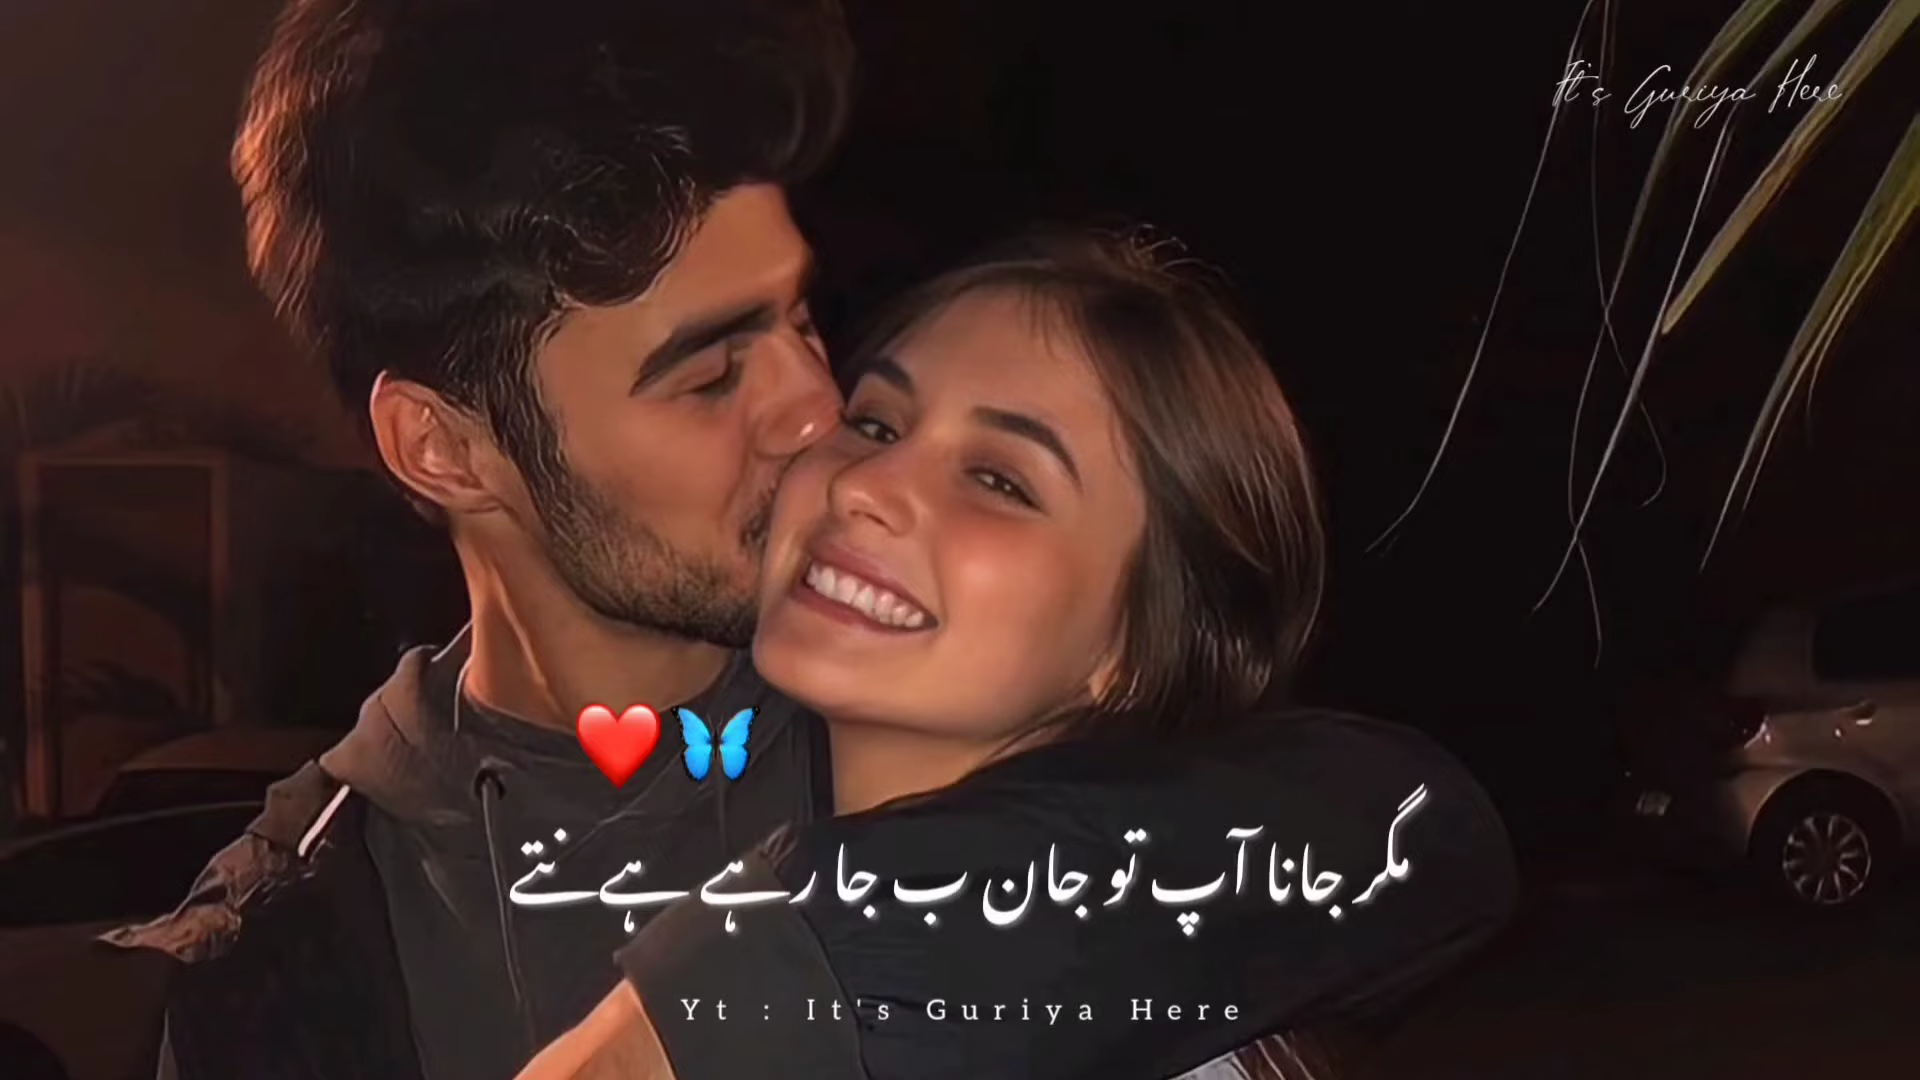 It's Guriya Here
❤️🦋
مگر جانا آپ تو جان ب جا رہے ہے نتے
Yt : It's Guriya Here